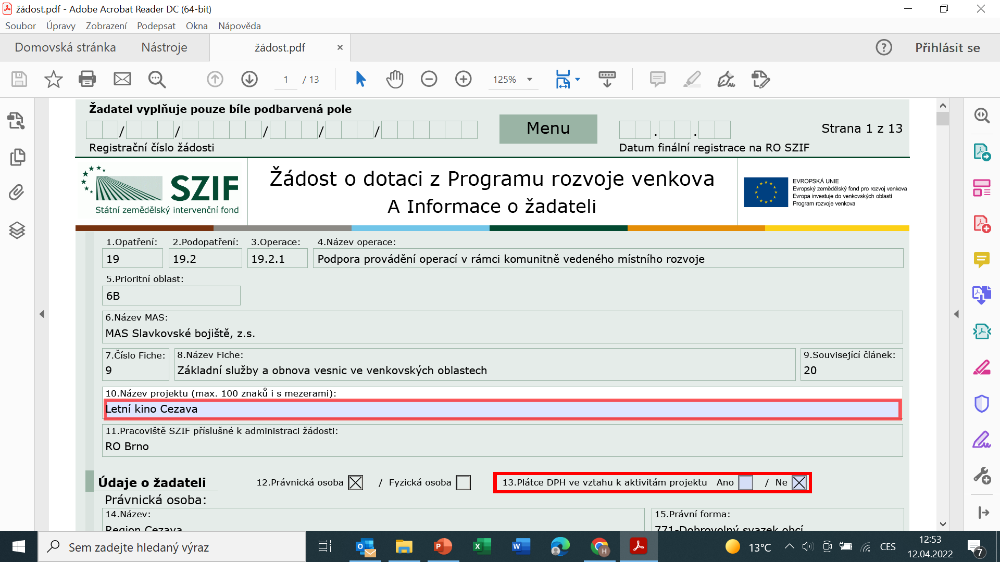 žádost.pdf - Adobe Acrobat Reader DC (64-bit)
Soubor Úpravy Zobrazení Podepsat Okna Nápověda
Domovská stránka Nástroje žádost.pdf × ? Přihlásit se
1 / 13 125%
Žadatel vyplňuje pouze bíle podbarvená pole
/ / / / / Menu . . Strana 1 z 13
Registrační číslo žádosti Datum finální registrace na RO SZIF
SZIF
Státní zemědělský intervenční fond
Žádost o dotaci z Programu rozvoje venkova
A Informace o žadateli
EVROPSKÁ UNIE
Evropský zemědělský fond pro rozvoj venkova
Evropa investuje do venkovských oblastí
Program rozvoje venkova
1.Opatření: 2.Podopatření: 3.Operace: 4.Název operace:
19 19.2 19.2.1 Podpora provádění operací v rámci komunitně vedeného místního rozvoje
5.Prioritní oblast:
6B
6.Název MAS:
MAS Slavkovské bojiště, z.s.
7.Číslo Fiche: 8.Název Fiche: 9.Související článek:
9 Základní služby a obnova vesnic ve venkovských oblastech 20
10.Název projektu (max. 100 znaků i s mezerami):
Letní kino Cezava
11.Pracoviště SZIF příslušné k administraci žádosti:
RO Brno
Údaje o žadateli 12.Právnická osoba / Fyzická osoba 13.Plátce DPH ve vztahu k aktivitám projektu Ano / Ne
Právnická osoba:
14.Název: 15.Právní forma:
Region Cezava 771-Dobrovolný svazek obcí
Sem zadejte hledaný výraz 13°C CES 12:53
12.04.2022 7